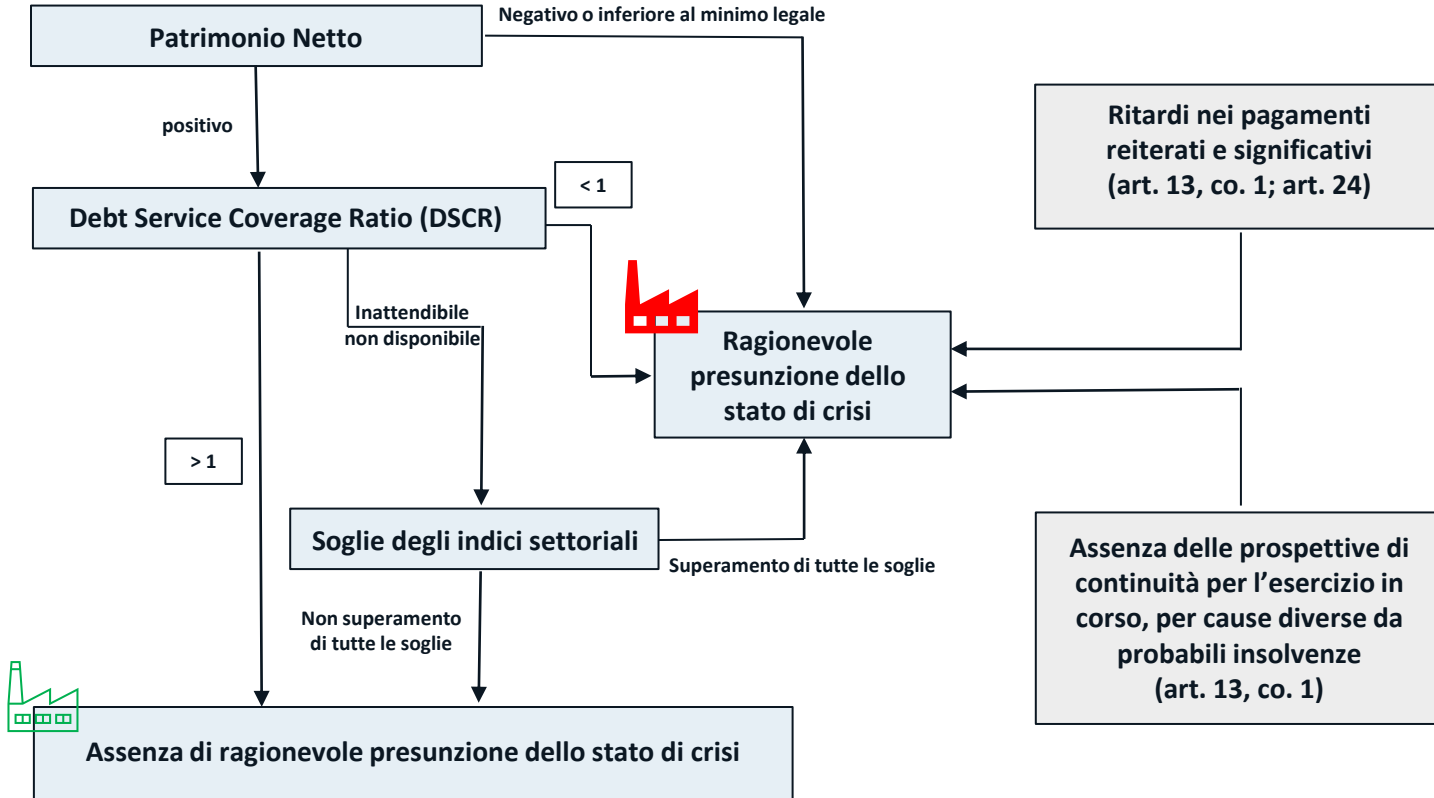 Negativo o inferiore al minimo legale
Patrimonio Netto
positivo
Ritardi nei pagamenti
reiterati e significativi
(art. 13, co. 1; art. 24)
< 1
Debt Service Coverage Ratio (DSCR)
Inattendibile
non disponibile
Ragionevole
presunzione dello
stato di crisi
> 1
Soglie degli indici settoriali
Superamento di tutte le soglie
Assenza delle prospettive di
continuità per l’esercizio in
corso, per cause diverse da
probabili insolvenze
(art. 13, co. 1)
Non superamento
di tutte le soglie
Assenza di ragionevole presunzione dello stato di crisi